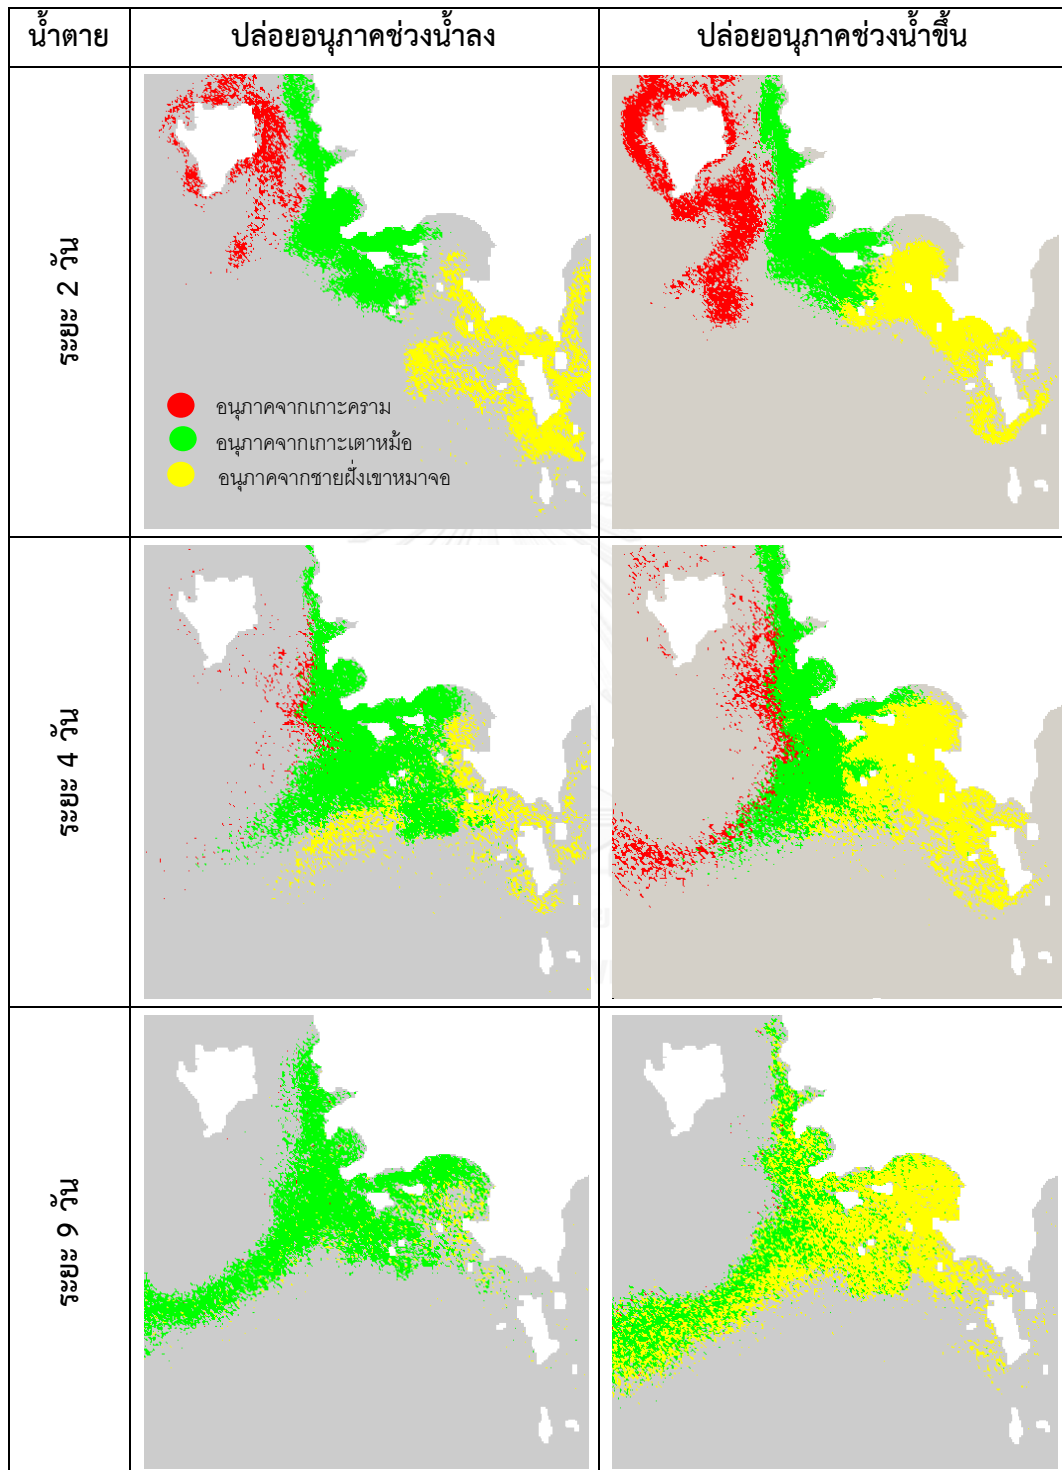 น้ำตาย
ปล่อยอนุภาคช่วงน้ำลง
ปล่อยอนุภาคช่วงน้ำขึ้น
ระยะ 2 วัน
อนุภาคจากเกาะคราม
อนุภาคจากเกาะเตาหม้อ
อนุภาคจากชายฝั่งเขาหมาจอ
ระยะ 4 วัน
ระยะ 9 วัน